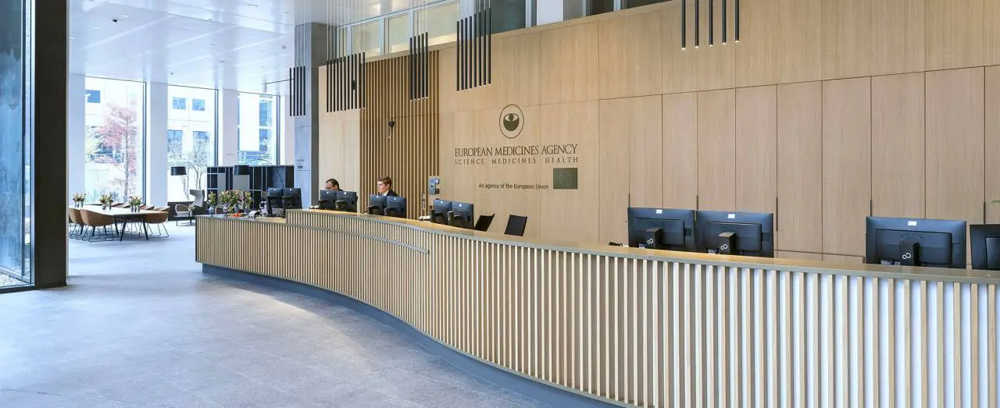 EUROPEAN MEDICINES AGENCY
SCIENCE MEDICINES HEALTH
An agency of the European Union